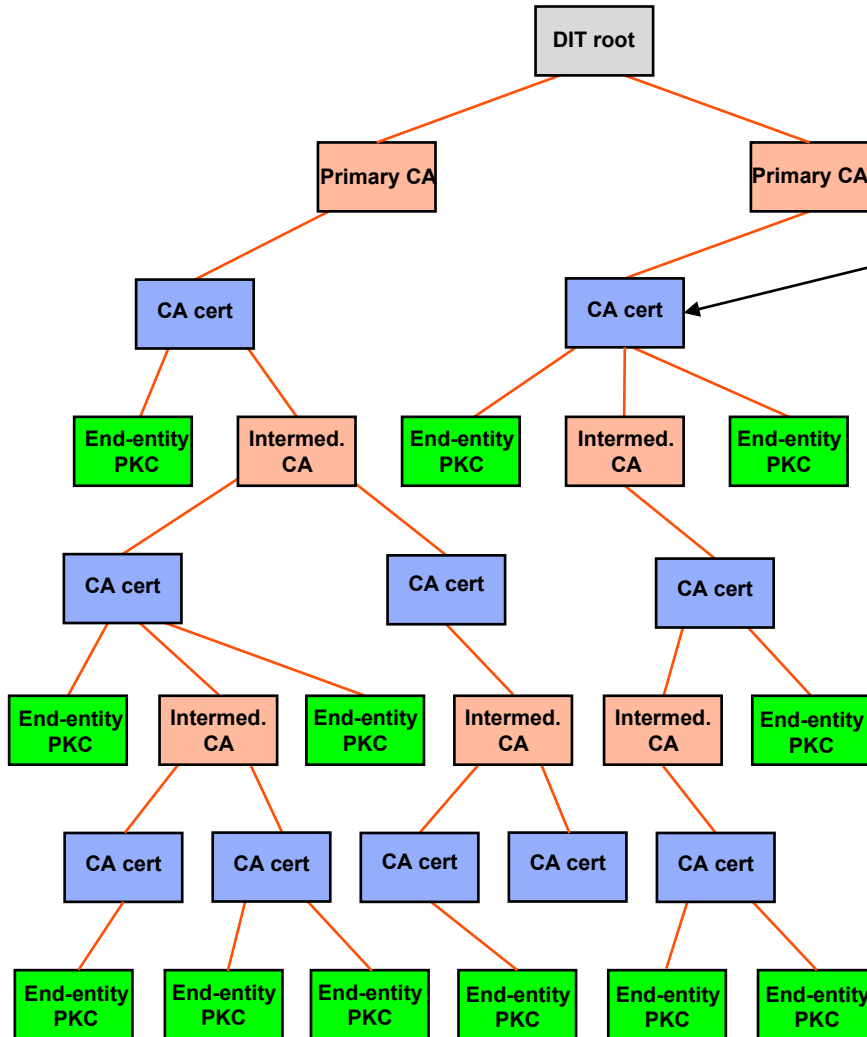 DIT root
Primary CA
Primary CA
CA cert
CA cert
End-entity
PKC
Intermed.
CA
End-entity
PKC
Intermed.
CA
End-entity
PKC
CA cert
CA cert
CA cert
End-entity
PKC
Intermed.
CA
End-entity
PKC
Intermed.
CA
Intermed.
CA
End-entity
PKC
CA cert
CA cert
CA cert
CA cert
CA cert
End-entity
PKC
End-entity
PKC
End-entity
PKC
End-entity
PKC
End-entity
PKC
End-entity
PKC